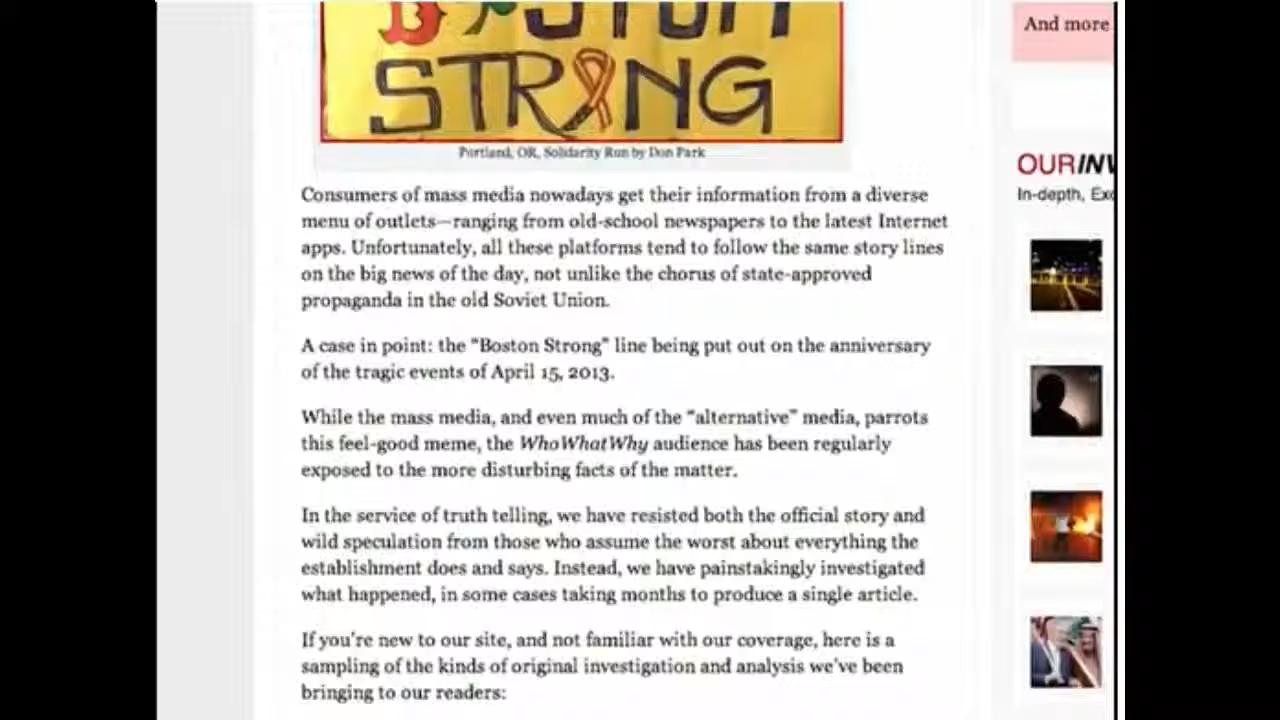 BOSTON
STRONG
Portland, OR, Solidarity Run by Don Park
Consumers of mass media nowadays get their information from a diverse
menu of outlets—ranging from old-school newspapers to the latest Internet
apps. Unfortunately, all these platforms tend to follow the same story lines
on the big news of the day, not unlike the chorus of state-approved
propaganda in the old Soviet Union.
A case in point: the "Boston Strong" line being put out on the anniversary
of the tragic events of April 15, 2013.
While the mass media, and even much of the "alternative" media, parrots
this feel-good meme, the WhoWhatWhy audience has been regularly
exposed to the more disturbing facts of the matter.
In the service of truth telling, we have resisted both the official story and
wild speculation from those who assume the worst about everything the
establishment does and says. Instead, we have painstakingly investigated
what happened, in some cases taking months to produce a single article.
If you're new to our site, and not familiar with our coverage, here is a
sampling of the kinds of original investigation and analysis we've been
bringing to our readers:
And more
OURINV
In-depth, Exc